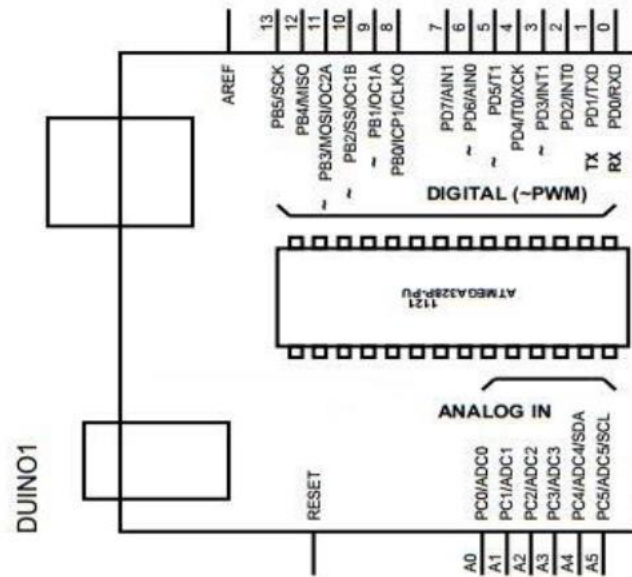 13
12
11
10
9
8
7
6
5
4
3
2
1
0
AREF
PB5/SCK
PB4/MISO
~ PB3/MOSI/OC2A
~ PB2/SS/OC1B
~ PB1/OC1A
PB0/ICP1/CLKO
PD7/AIN1
~ PD6/AIN0
~ PD5/T1
PD4/T0/XCK
~ PD3/INT1
PD2/INT0
TX PD1/TXD
RX PD0/RXD
DIGITAL (~PWM)
1121
ATMEGA328P-PU
ANALOG IN
DUINO1
RESET
PC0/ADC0
PC1/ADC1
PC2/ADC2
PC3/ADC3
PC4/ADC4/SDA
PC5/ADC5/SCL
A0
A1
A2
A3
A4
A5